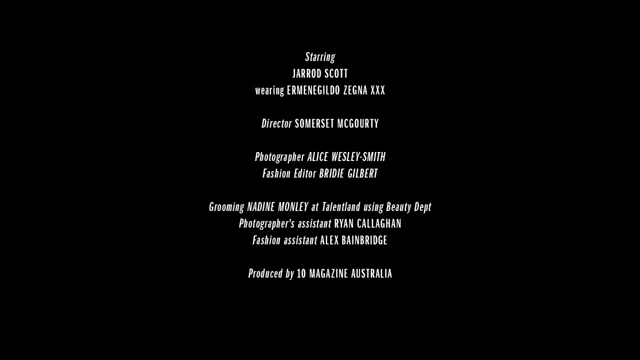 Starring
JARROD SCOTT
wearing ERMENEGILDO ZEGNA XXX
Director SOMERSET MCGOURTY
Photographer ALICE WESLEY-SMITH
Fashion Editor BRIDIE GILBERT
Grooming NADINE MONLEY at Talentland using Beauty Dept
Photographer's assistant RYAN CALLAGHAN
Fashion assistant ALEX BAINBRIDGE
Produced by 10 MAGAZINE AUSTRALIA